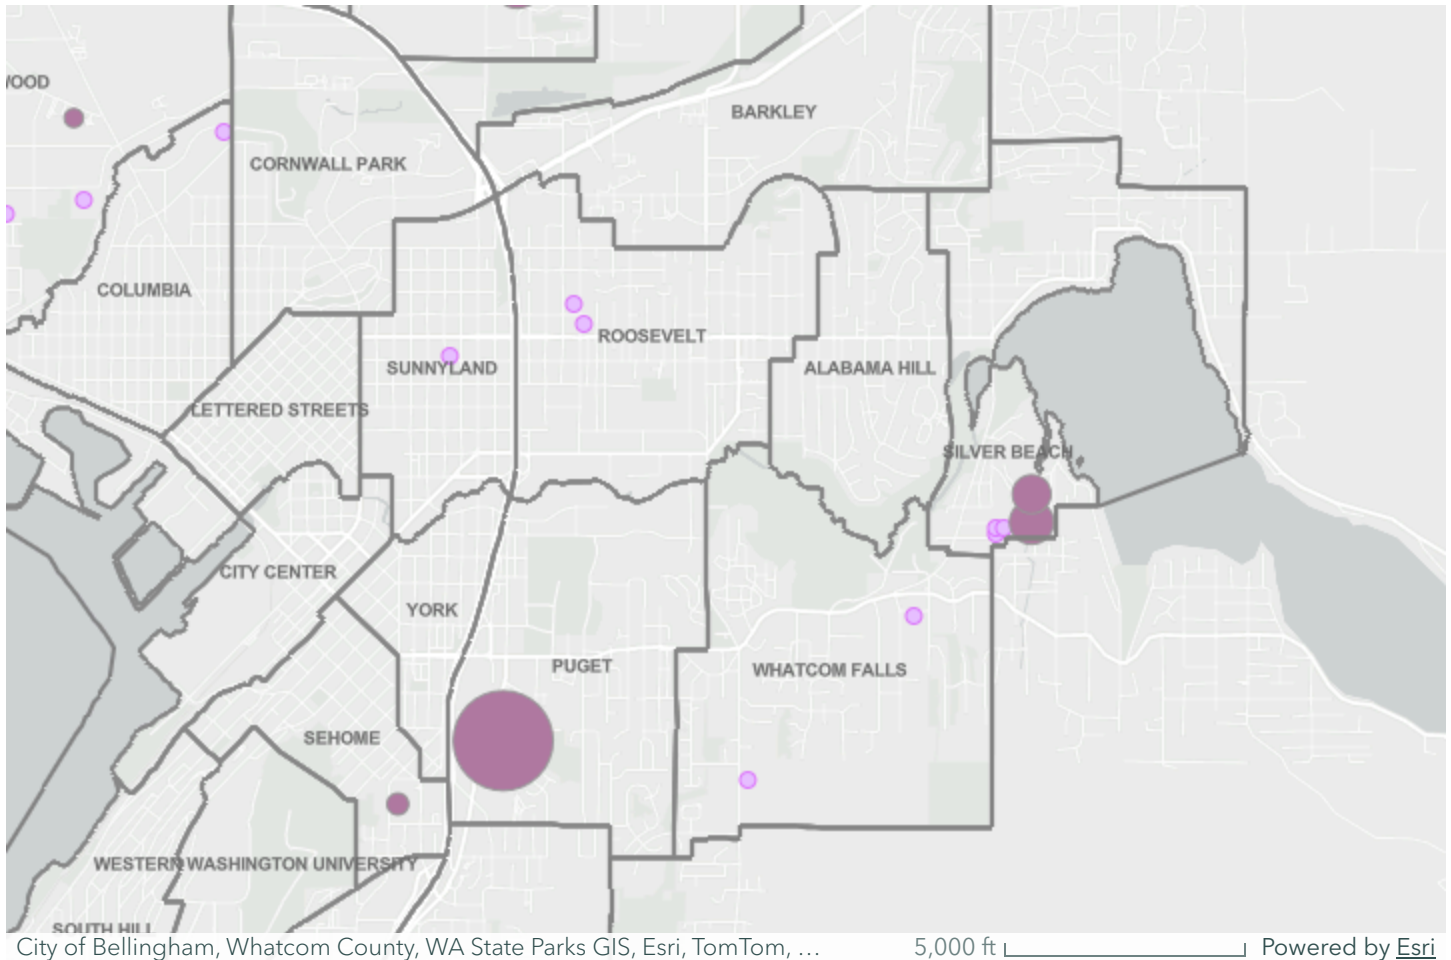 WOOD
BARKLEY
CORNWALL PARK
COLUMBIA
ROOSEVELT
SUNNYLAND
ALABAMA HILL
LETTERED STREETS
SILVER BEACH
CITY CENTER
YORK
PUGET
WHATCOM FALLS
SEHOME
WESTERN WASHINGTON UNIVERSITY
SOUTH HILL
City of Bellingham, Whatcom County, WA State Parks GIS, Esri, TomTom, …
5,000 ft
Powered by Esri